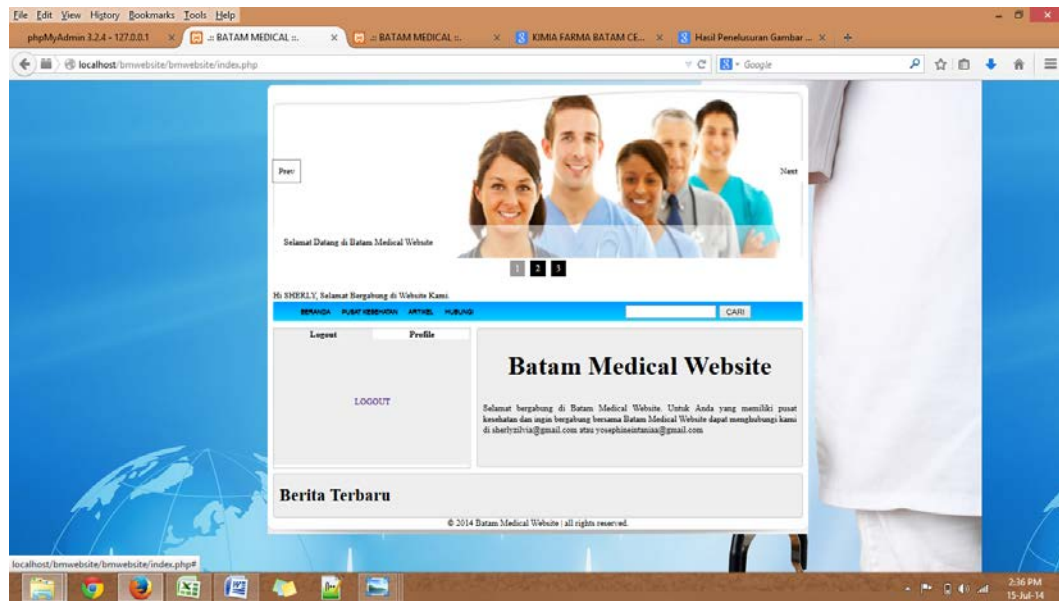 File Edit View History Bookmarks Tools Help
phpMyAdmin 3.2.4 - 127.0.0.1 × .:: BATAM MEDICAL ::. × .:: BATAM MEDICAL ::. × KIMIA FARMA BATAM CE... × Hasil Penelusuran Gambar ... × +
localhost/bmwebsite/bmwebsite/index.php
Google
Prev
Next
Selamat Datang di Batam Medical Website
1 2 3
Hi SHERLY, Selamat Bergabung di Website Kami.
BERANDA PUSAT KESEHATAN ARTIKEL HUBUNGI
CARI
Logout Profile
LOGOUT
Batam Medical Website
Selamat bergabung di Batam Medical Website. Untuk Anda yang memiliki pusat
kesehatan dan ingin bergabung bersama Batam Medical Website dapat menghubungi kami
di sherlyzilvia@gmail.com atau yosephineintaniaa@gmail.com
Berita Terbaru
© 2014 Batam Medical Website | all rights reserved.
localhost/bmwebsite/bmwebsite/index.php#
2:36 PM
15-Jul-14